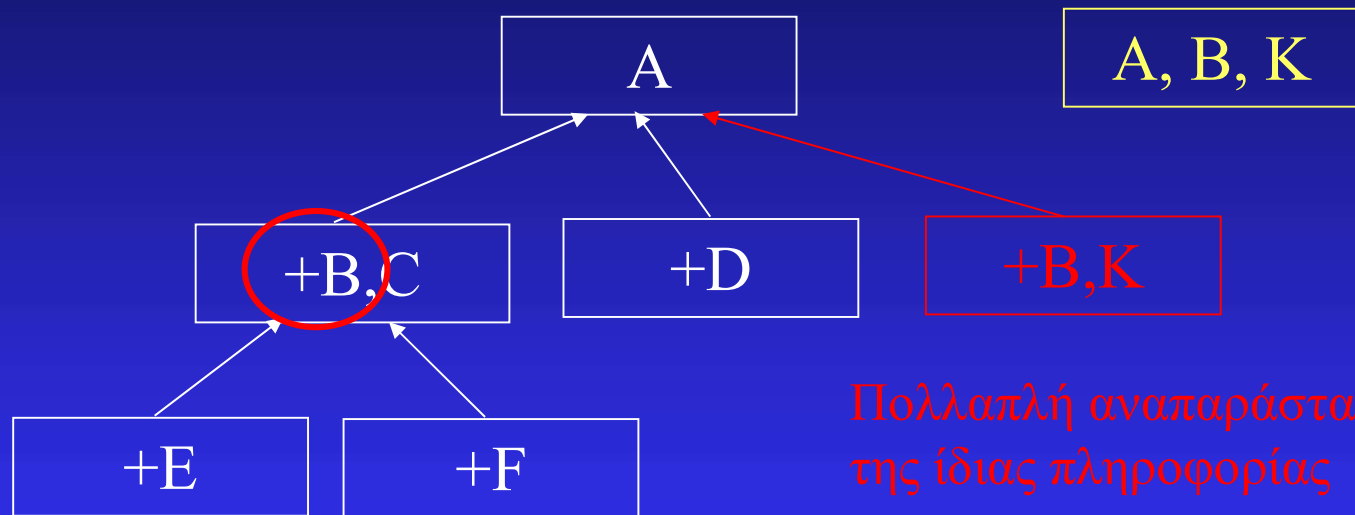 A
A, B, K
+B,C
+D
+B,K
Πολλαπλή αναπαράστα
της ίδιας πληροφορίας
+E
+F